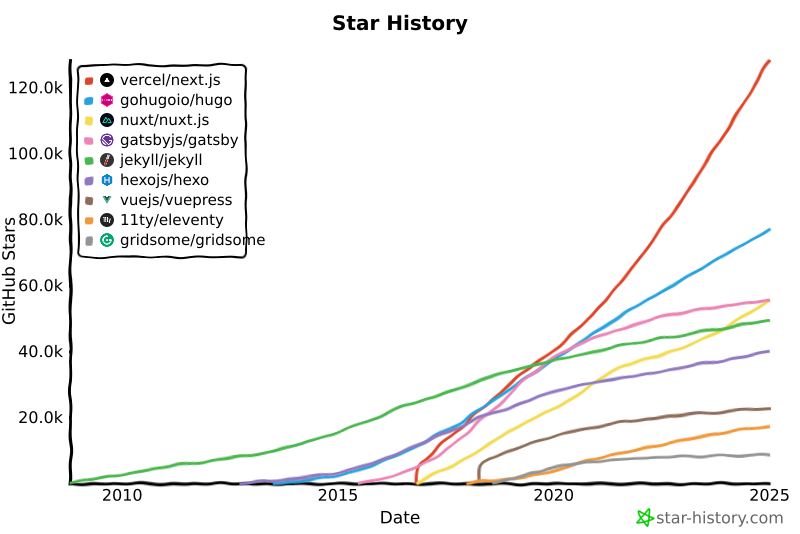 Star History
120.0k
100.0k
80.0k
60.0k
40.0k
20.0k
GitHub Stars
vercel/next.js
gohugoio/hugo
nuxt/nuxt.js
gatsbyjs/gatsby
jekyll/jekyll
hexojs/hexo
vuejs/vuepress
11ty/eleventy
gridsome/gridsome
2010
2015
2020
2025
Date
star-history.com